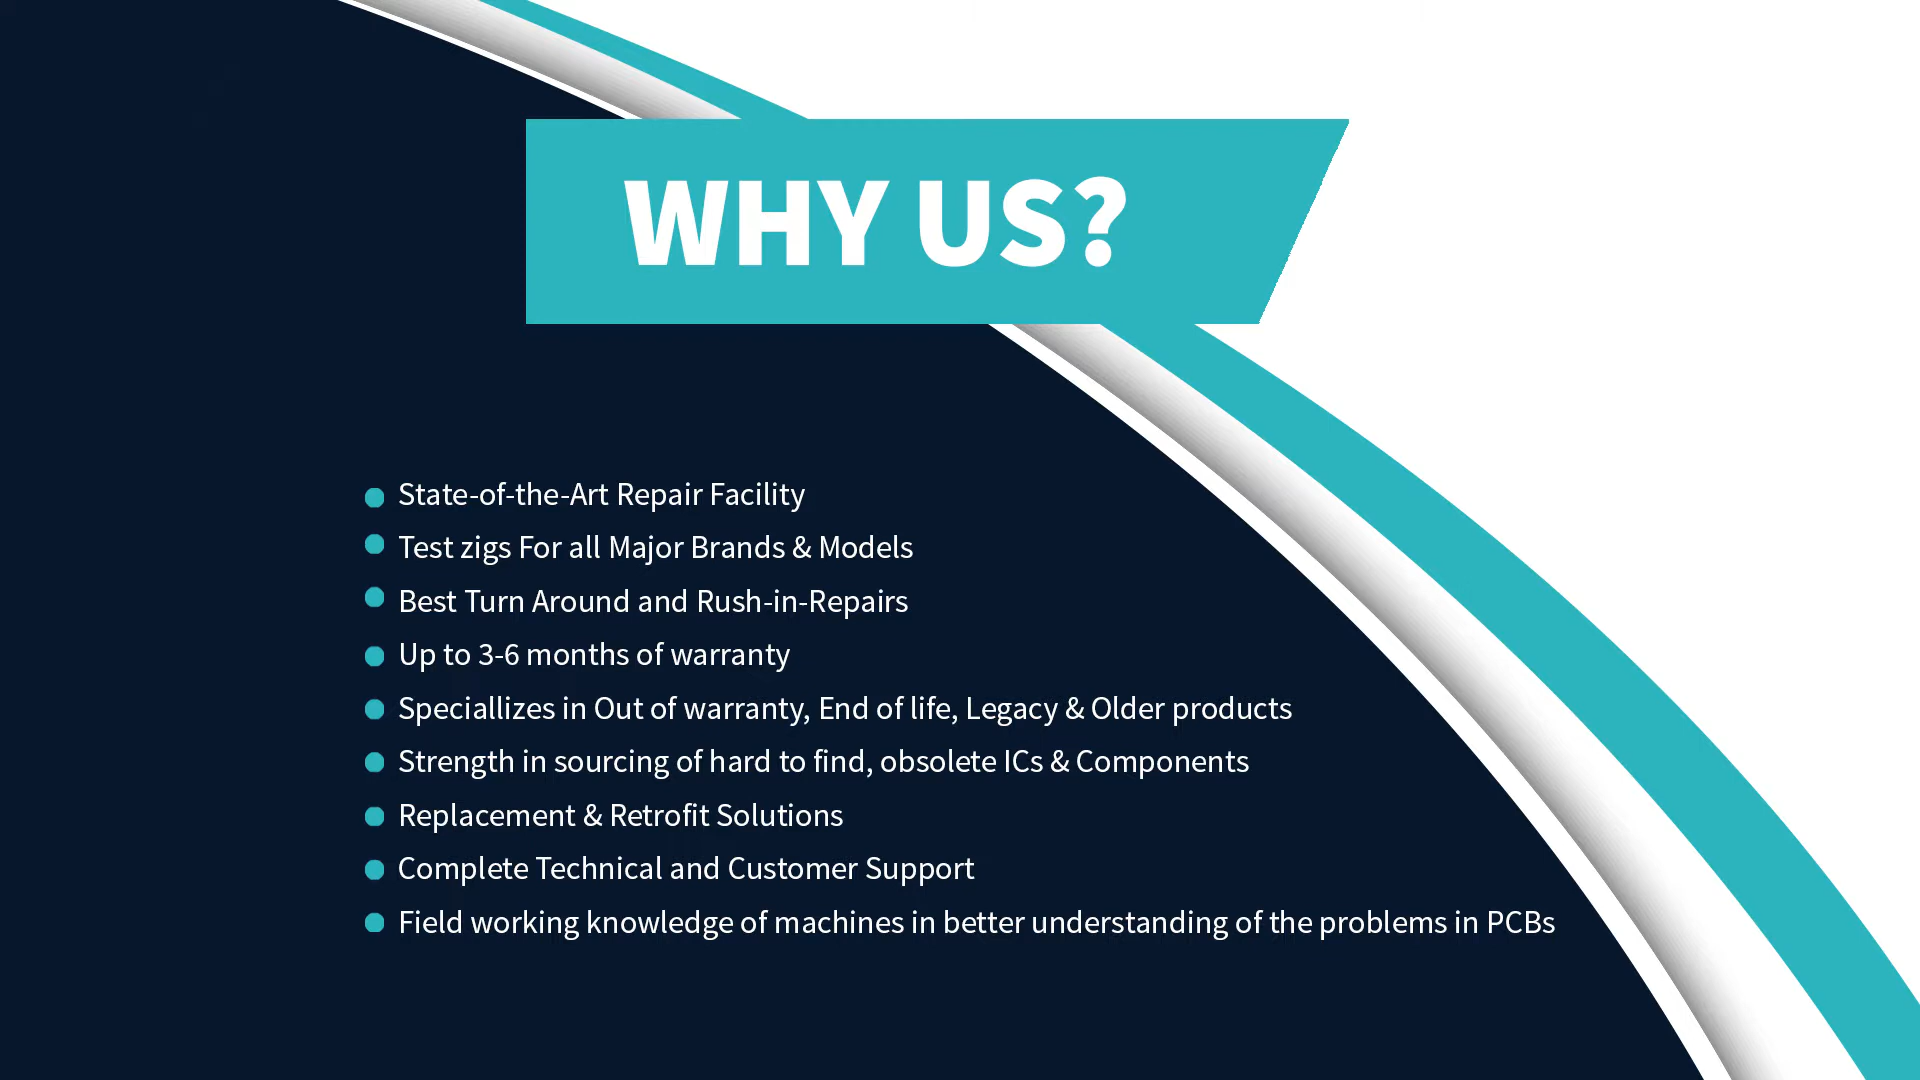 WHY US?
State-of-the-Art Repair Facility
Test zigs For all Major Brands & Models
Best Turn Around and Rush-in-Repairs
Up to 3-6 months of warranty
Speciallizes in Out of warranty, End of life, Legacy & Older products
Strength in sourcing of hard to find, obsolete ICs & Components
Replacement & Retrofit Solutions
Complete Technical and Customer Support
Field working knowledge of machines in better understanding of the problems in PCBs